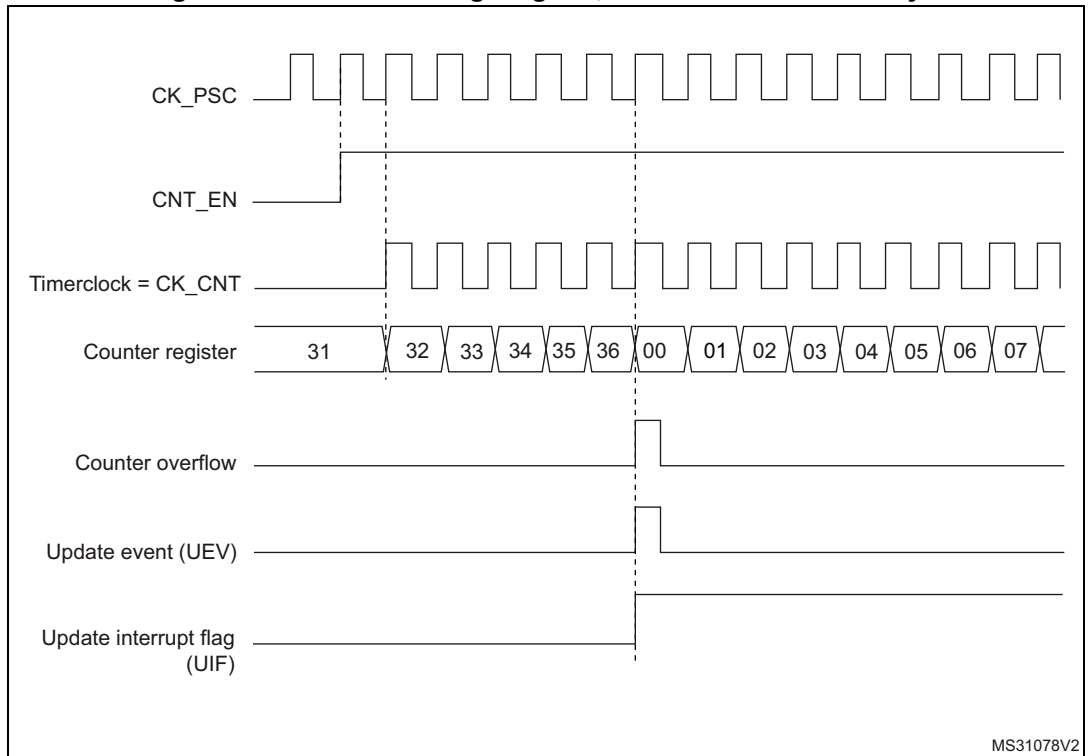 CK_PSC
CNT_EN
Timerclock = CK_CNT
Counter register 31 32 33 34 35 36 00 01 02 03 04 05 06 07
Counter overflow
Update event (UEV)
Update interrupt flag
(UIF)
MS31078V2